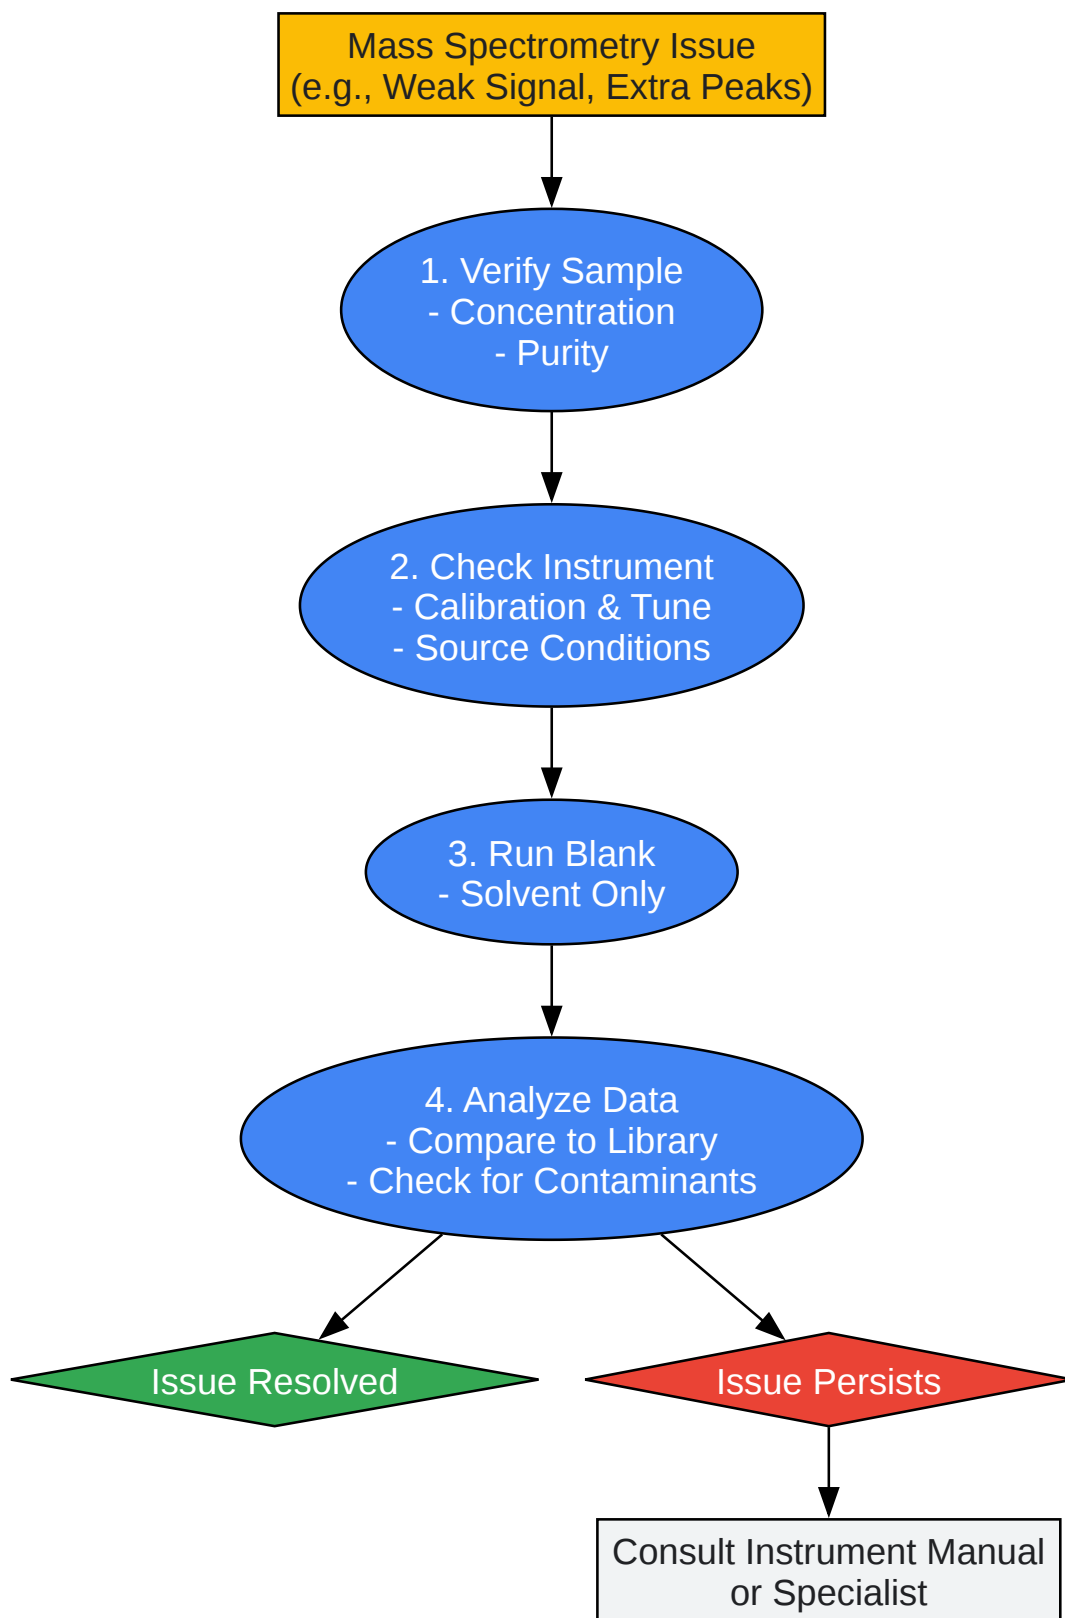 Mass Spectrometry Issue
(e.g., Weak Signal, Extra Peaks)
1. Verify Sample
- Concentration
- Purity
2. Check Instrument
- Calibration & Tune
- Source Conditions
3. Run Blank
- Solvent Only
4. Analyze Data
- Compare to Library
- Check for Contaminants
Issue Resolved
Issue Persists
Consult Instrument Manual
or Specialist